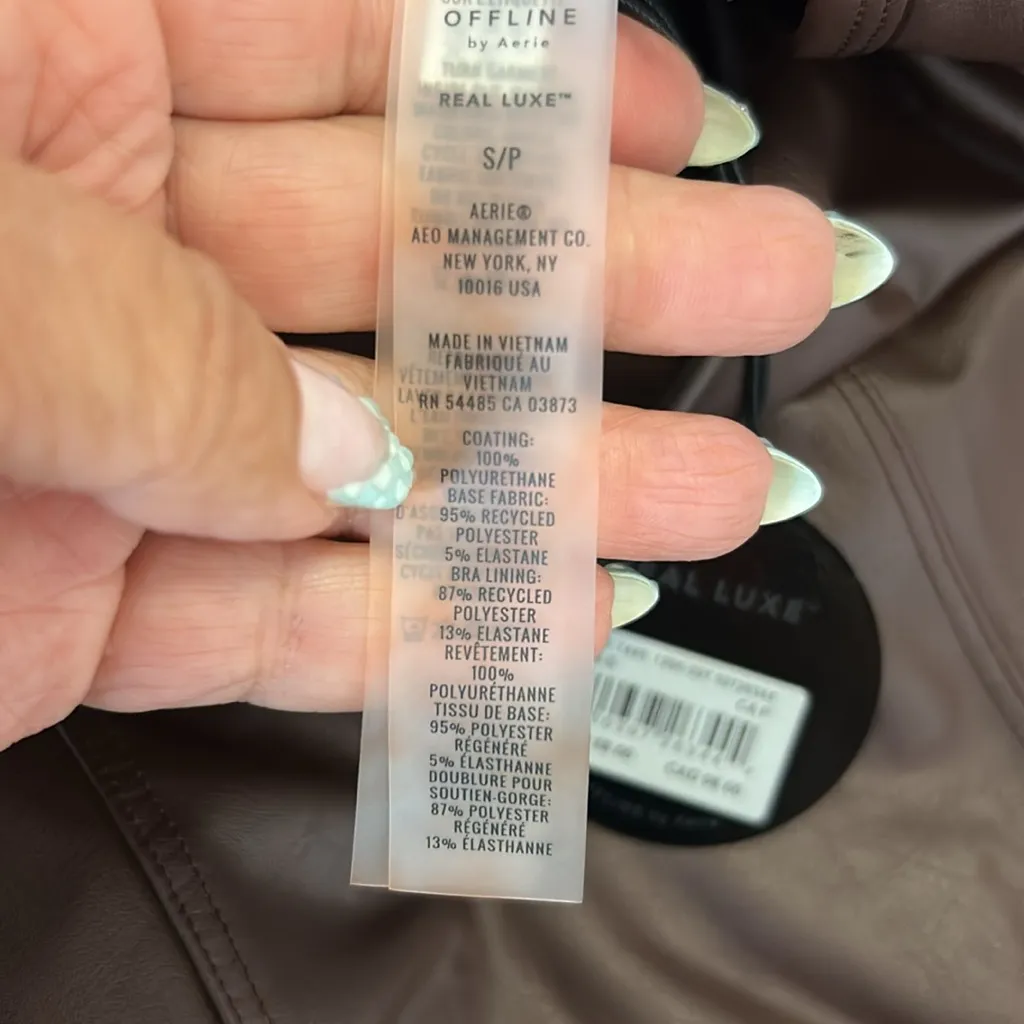 OFFLINE
by Aerie
REAL LUXE™
S/P
AERIE®
AEO MANAGEMENT CO.
NEW YORK, NY
10016 USA
MADE IN VIETNAM
FABRIQUÉ AU
VIETNAM
RN 54485 CA 03873
COATING:
100%
POLYURETHANE
BASE FABRIC:
95% RECYCLED
POLYESTER
5% ELASTANE
BRA LINING:
87% RECYCLED
POLYESTER
13% ELASTANE
REVÊTEMENT:
100%
POLYURÉTHANNE
TISSU DE BASE:
95% POLYESTER
RÉGÉNÉRÉ
5% ÉLASTHANNE
DOUBLURE POUR
SOUTIEN-GORGE:
87% POLYESTER
RÉGÉNÉRÉ
13% ÉLASTHANNE
LUXE™